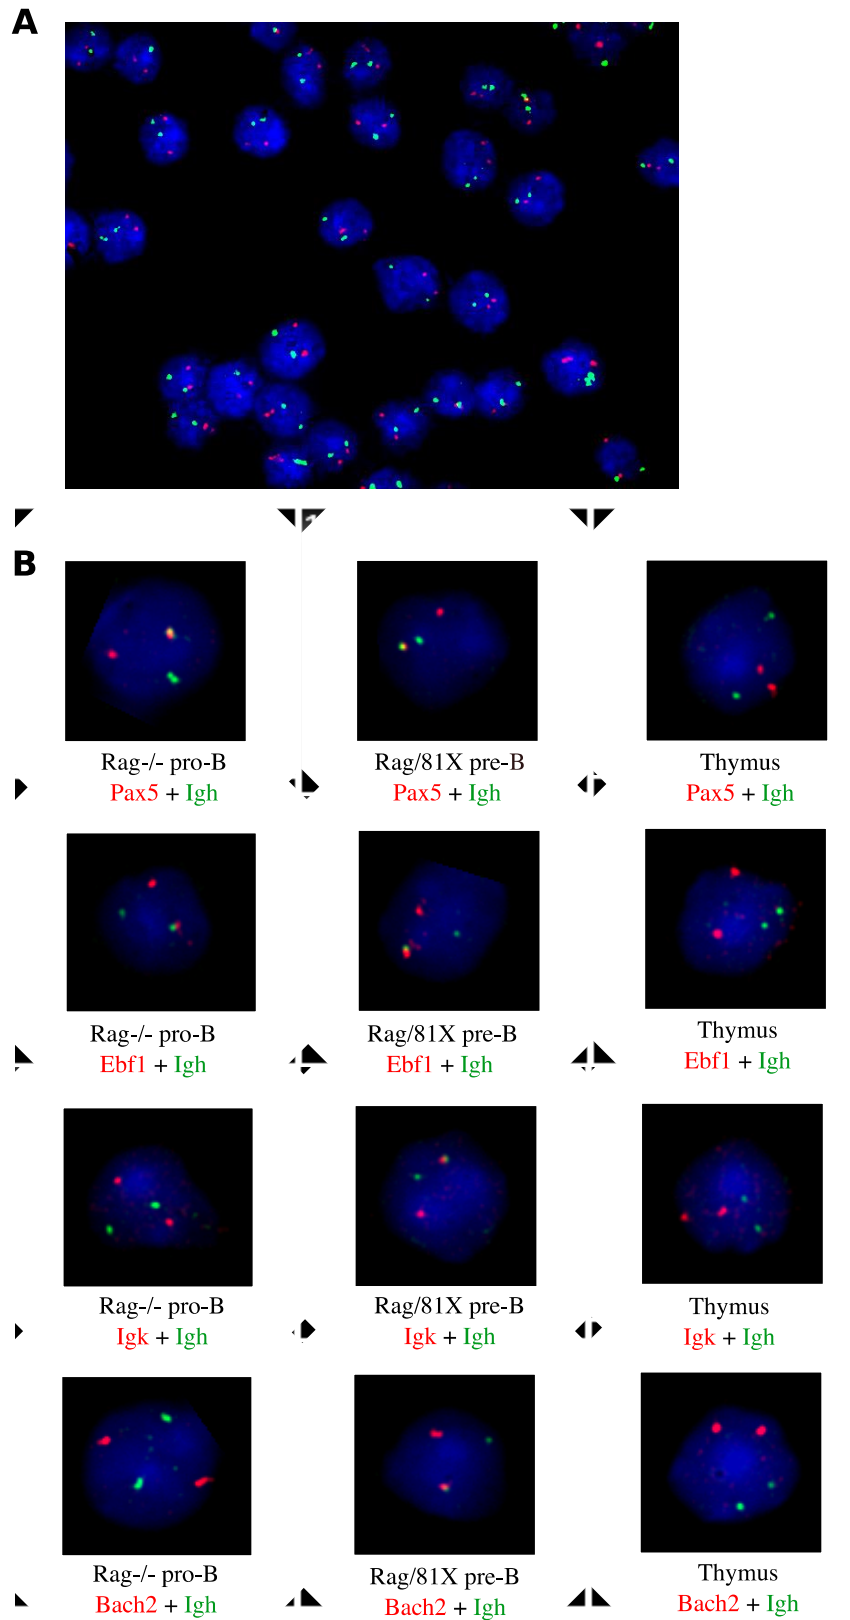 A
B
Rag-/- pro-B
Pax5 + Igh
Rag/81X pre-B
Pax5 + Igh
Thymus
Pax5 + Igh
Rag-/- pro-B
Ebf1 + Igh
Rag/81X pre-B
Ebf1 + Igh
Thymus
Ebf1 + Igh
Rag-/- pro-B
Igk + Igh
Rag/81X pre-B
Igk + Igh
Thymus
Igk + Igh
Rag-/- pro-B
Bach2 + Igh
Rag/81X pre-B
Bach2 + Igh
Thymus
Bach2 + Igh